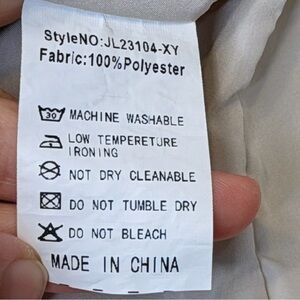 StyleNO:JL23104-XY
Fabric:100%Polyester
30 MACHINE WASHABLE
LOW TEMPERETURE
IRONING
NOT DRY CLEANABLE
DO NOT TUMBLE DRY
DO NOT BLEACH
MADE IN CHINA